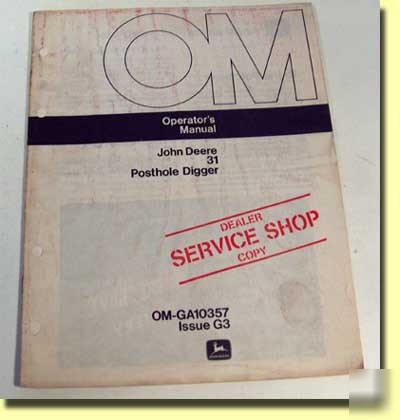 OM
Operator's
Manual
John Deere
31
Posthole Digger
DEALER
SERVICE SHOP
COPY
OM-GA10357
Issue G3